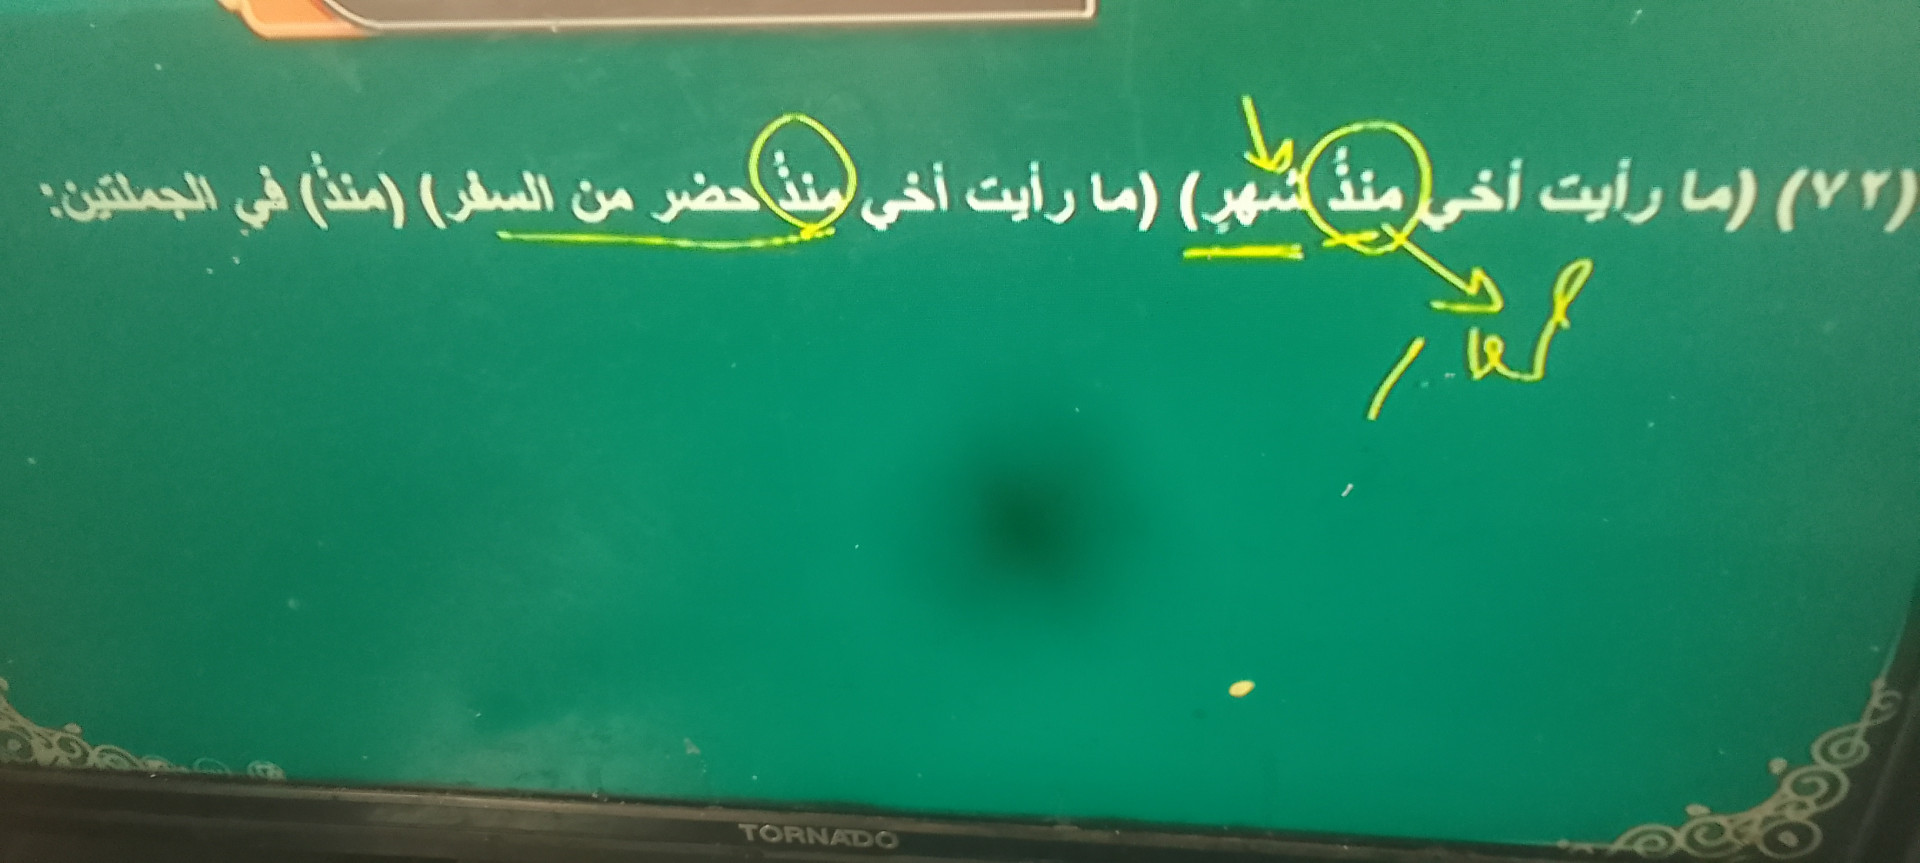 (٧٢) (ما رأيت أخي منذُ شهرٍ) (ما رأيت أخي منذُ حضر من السفر) (منذُ) في الجملتين:
TORNADO